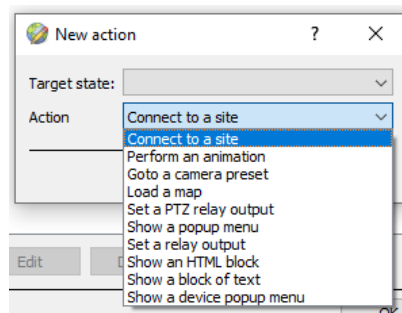 New action ?
Target state:
Action Connect to a site
Connect to a site
Perform an animation
Goto a camera preset
Load a map
Set a PTZ relay output
Show a popup menu
Set a relay output
Show an HTML block
Show a block of text
Show a device popup menu
Edit D
OK